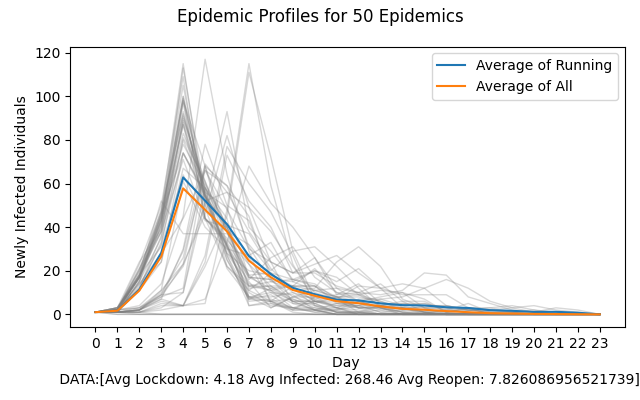 Epidemic Profiles for 50 Epidemics
Average of Running
Average of All
Newly Infected Individuals
120
100
80
60
40
20
0
0 1 2 3 4 5 6 7 8 9 10 11 12 13 14 15 16 17 18 19 20 21 22 23
Day
DATA:[Avg Lockdown: 4.18 Avg Infected: 268.46 Avg Reopen: 7.826086956521739]